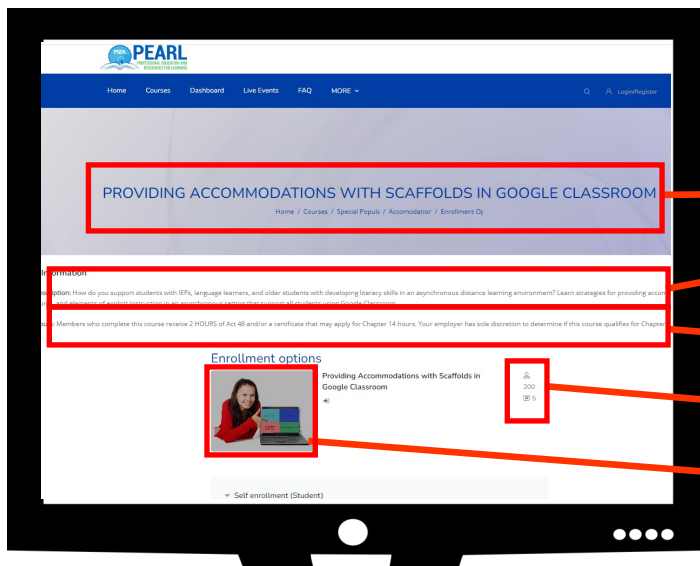 PSEA PEARL
PROFESSIONAL EDUCATION AND
RESOURCES FOR LEARNING
Home Courses Dashboard Live Events FAQ MORE Login/Register
PROVIDING ACCOMMODATIONS WITH SCAFFOLDS IN GOOGLE CLASSROOM
Home / Courses / Special Popula / Accomodation / Enrollment Op
Information
Description: How do you support students with IEPs, language learners, and older students with developing literacy skills in an asynchronous distance learning environment? Learn strategies for providing accom
and elements of explicit instruction in an asynchronous setting that support all students using Google Classroom.
Members who complete this course receive 2 HOURS of Act 48 and/or a certificate that may apply for Chapter 14 hours. Your employer has sole discretion to determine if this course qualifies for Chapter
Enrollment options
Providing Accommodations with Scaffolds in
Google Classroom
200
5
Self enrollment (Student)